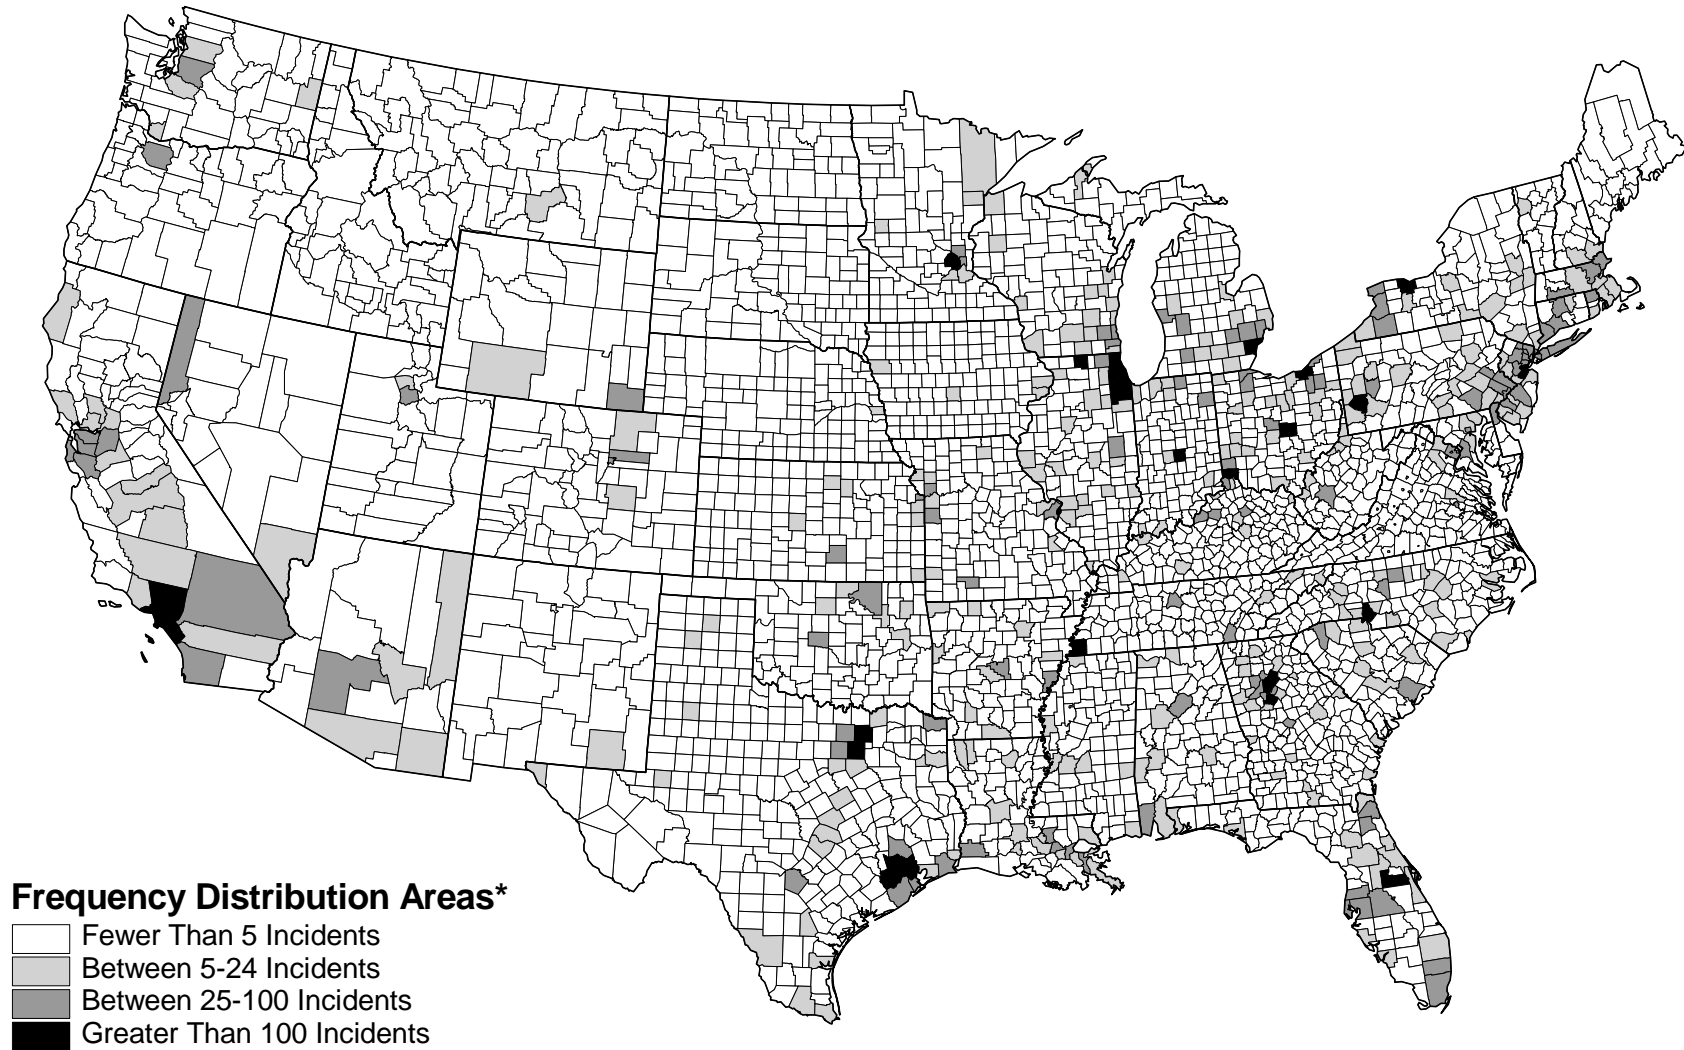 Frequency Distribution Areas*
Fewer Than 5 Incidents
Between 5-24 Incidents
Between 25-100 Incidents
Greater Than 100 Incidents